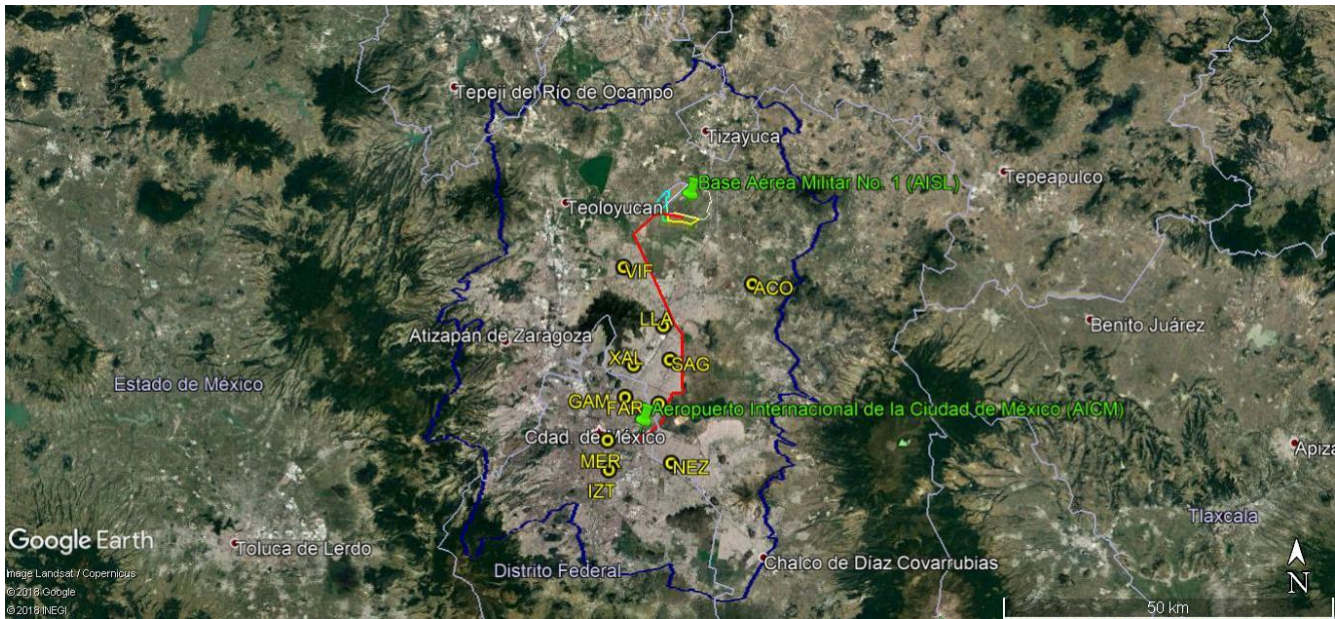 Tepeji del Río de Ocampo
Tizayuca
Base Aérea Militar No. 1 (AISL)
Tepeapulco
Teoloyucan
VIF
ACO
LLA
Benito Juárez
Atizapán de Zaragoza
XAL
SAG
Estado de México
GAM
FAR
Aeropuerto Internacional de la Ciudad de México (AICM)
Cdad. de México
Apiza
MER
NEZ
IZT
Tlaxcala
Google Earth
Toluca de Lerdo
Chalco de Díaz Covarrubias
Distrito Federal
Image Landsat / Copernicus
© 2018 Google
© 2018 INEGI
N
50 km